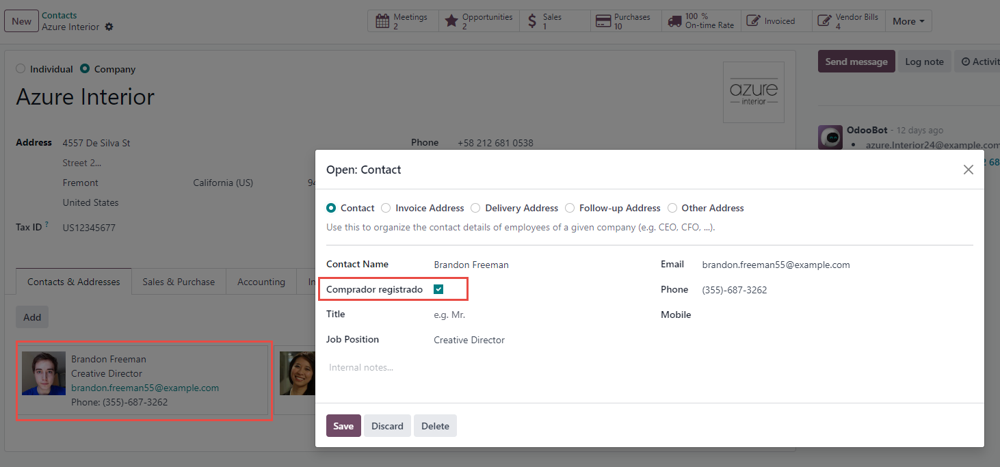 New
Contacts
Azure Interior
Meetings
2
Opportunities
2
Sales
1
Purchases
10
100 %
On-time Rate
Invoiced
Vendor Bills
4
More
Individual
Company
Azure Interior
azure
interior
Send message
Log note
Activit
Address
4557 De Silva St
Street 2...
Fremont
California (US)
94
United States
Tax ID ?
US12345677
Phone
+58 212 681 0538
OdooBot - 12 days ago
azure.Interior24@example.com
2 68
Contacts & Addresses
Sales & Purchase
Accounting
In
Add
Brandon Freeman
Creative Director
brandon.freeman55@example.com
Phone: (355)-687-3262
Open: Contact
Contact
Invoice Address
Delivery Address
Follow-up Address
Other Address
Use this to organize the contact details of employees of a given company (e.g. CEO, CFO, ...).
Contact Name
Brandon Freeman
Email
brandon.freeman55@example.com
Comprador registrado
Phone
(355)-687-3262
Title
e.g. Mr.
Mobile
Job Position
Creative Director
Internal notes...
Save
Discard
Delete